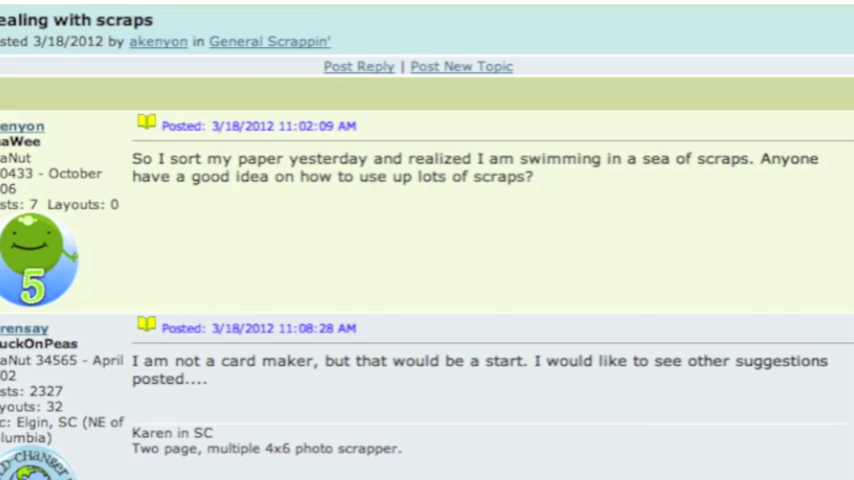 ealing with scraps
sted 3/18/2012 by akenyon in General Scrappin'
Post Reply | Post New Topic
enyon
aWee
aNut
0433 - October
06
sts: 7 Layouts: 0
5
Posted: 3/18/2012 11:02:09 AM
So I sort my paper yesterday and realized I am swimming in a sea of scraps. Anyone
have a good idea on how to use up lots of scraps?
rensay
uckOnPeas
aNut 34565 - April
02
sts: 2327
youts: 32
c: Elgin, SC (NE of
lumbia)
D-CHANGER
Posted: 3/18/2012 11:08:28 AM
I am not a card maker, but that would be a start. I would like to see other suggestions
posted....
Karen in SC
Two page, multiple 4x6 photo scrapper.